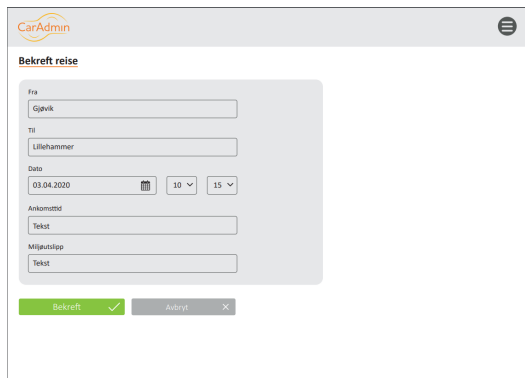 CarAdmin
Bekreft reise
Fra
Gjøvik
Til
Lillehammer
Dato
03.04.2020 10 15
Ankomsttid
Tekst
Miljøutslipp
Tekst
Bekreft Avbryt